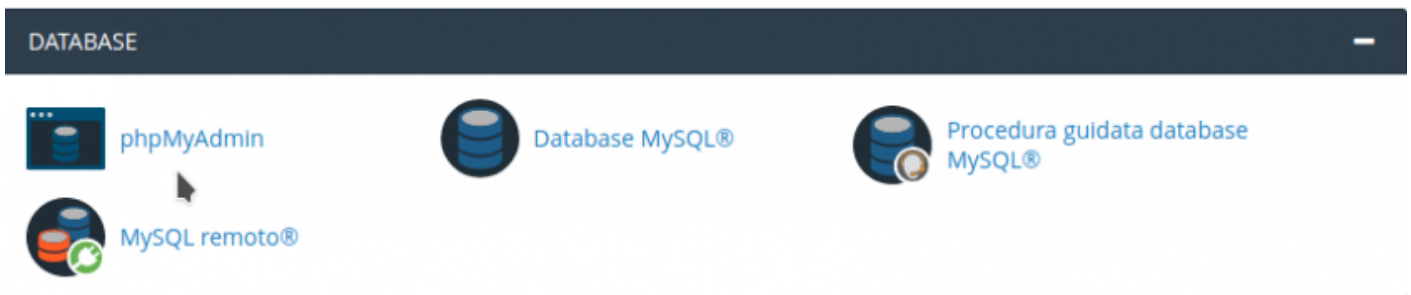 DATABASE
phpMyAdmin
Database MySQL®
Procedura guidata database
MySQL®
MySQL remoto®